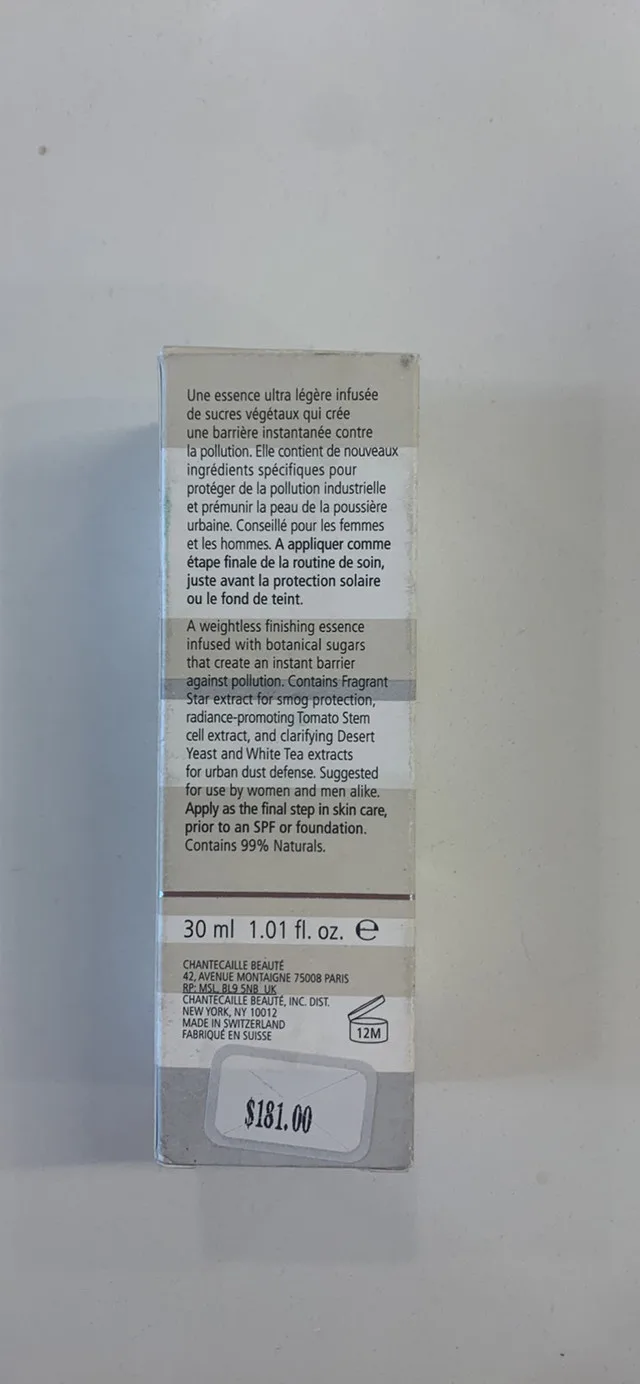 Une essence ultra légère infusée
de sucres végétaux qui crée
une barrière instantanée contre
la pollution. Elle contient de nouveaux
ingrédients spécifiques pour
protéger de la pollution industrielle
et prémunir la peau de la poussière
urbaine. Conseillé pour les femmes
et les hommes. A appliquer comme
étape finale de la routine de soin,
juste avant la protection solaire
ou le fond de teint.
A weightless finishing essence
infused with botanical sugars
that create an instant barrier
against pollution. Contains Fragrant
Star extract for smog protection,
radiance-promoting Tomato Stem
cell extract, and clarifying Desert
Yeast and White Tea extracts
for urban dust defense. Suggested
for use by women and men alike.
Apply as the final step in skin care,
prior to an SPF or foundation.
Contains 99% Naturals.
30 ml 1.01 fl. oz. ℮
CHANTECAILLE BEAUTÉ
42, AVENUE MONTAIGNE 75008 PARIS
RP: MSL, BL9 5NB UK
CHANTECAILLE BEAUTÉ, INC. DIST.
NEW YORK, NY 10012
MADE IN SWITZERLAND
FABRIQUÉ EN SUISSE
12M
$181.00